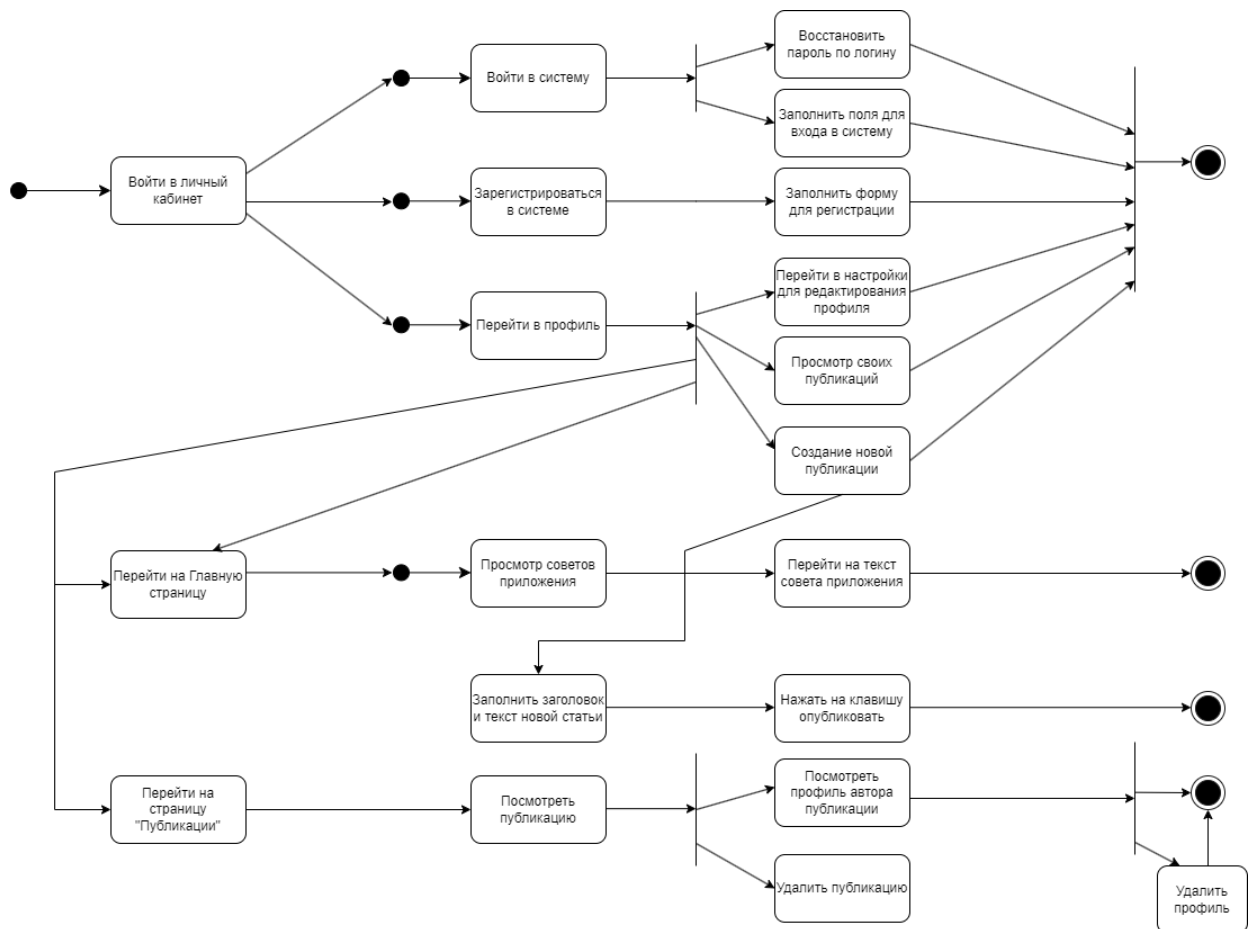 Восстановить
пароль по логину
Войти в систему
Заполнить поля для
входа в систему
Войти в личный
кабинет
Зарегистрироваться
в системе
Заполнить форму
для регистрации
Перейти в настройки
для редактирования
профиля
Перейти в профиль
Просмотр своих
публикаций
Создание новой
публикации
Перейти на Главную
страницу
Просмотр советов
приложения
Перейти на текст
совета приложения
Заполнить заголовок
и текст новой статьи
Нажать на клавишу
опубликовать
Перейти на
страницу
"Публикации"
Посмотреть
публикацию
Посмотреть
профиль автора
публикации
Удалить публикацию
Удалить
профиль